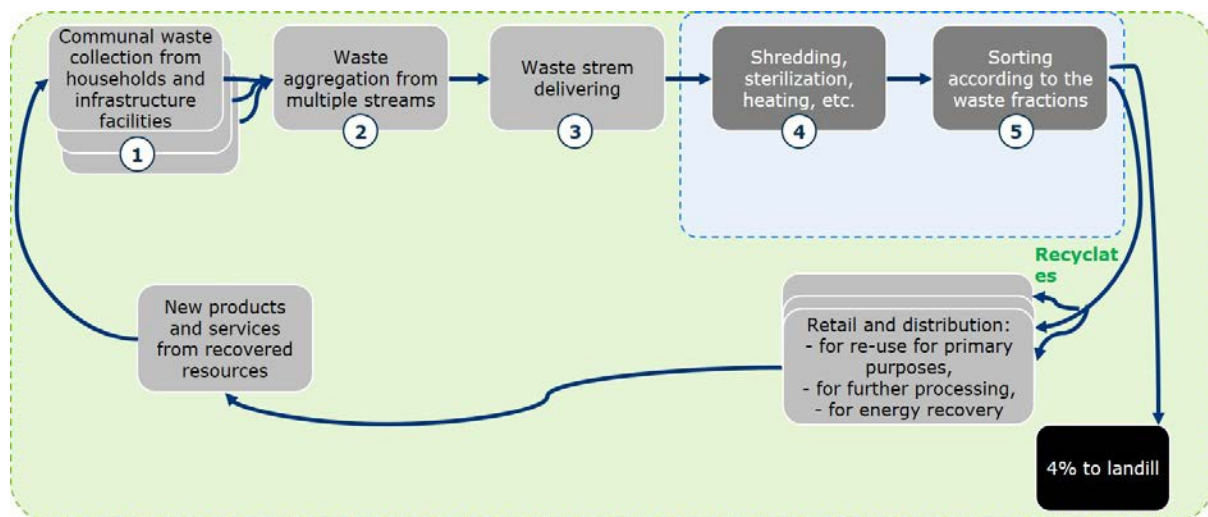 Communal waste
collection from
households and
infrastructure
facilities
1
Waste
aggregation from
multiple streams
2
Waste strem
delivering
3
Shredding,
sterilization,
heating, etc.
4
Sorting
according to the
waste fractions
5
Recyclat
es
New products
and services
from recovered
resources
Retail and distribution:
- for re-use for primary
purposes,
- for further processing,
- for energy recovery
4% to landill